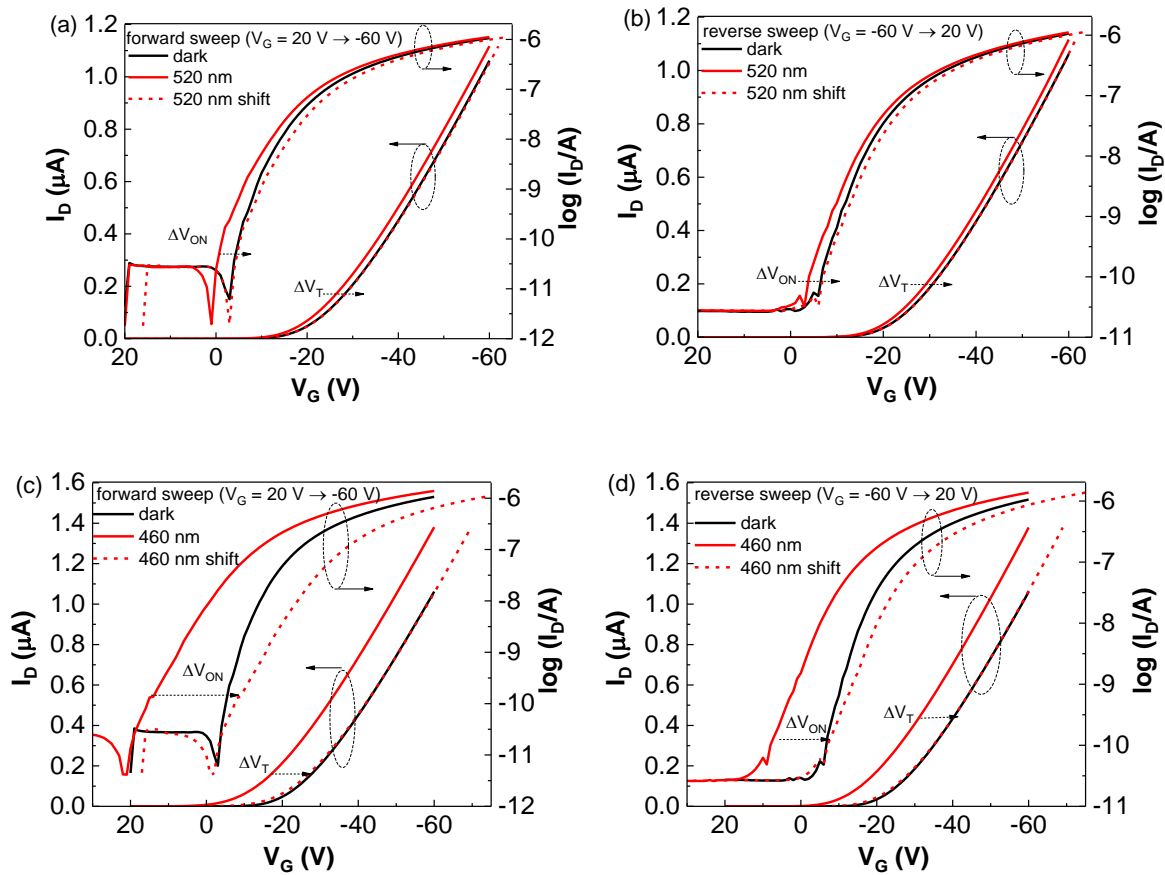 (a)
forward sweep (V_G = 20 V → -60 V)
dark
520 nm
520 nm shift
ΔV_ON
ΔV_T
I_D (μA)
0.0 0.2 0.4 0.6 0.8 1.0 1.2
log (I_D/A)
-12 -11 -10 -9 -8 -7 -6
20 0 -20 -40 -60
V_G (V)
(b)
reverse sweep (V_G = -60 V → 20 V)
dark
520 nm
520 nm shift
ΔV_ON
ΔV_T
I_D (μA)
0.0 0.2 0.4 0.6 0.8 1.0 1.2
log (I_D/A)
-11 -10 -9 -8 -7 -6
20 0 -20 -40 -60
V_G (V)
(c)
forward sweep (V_G = 20 V → -60 V)
dark
460 nm
460 nm shift
ΔV_ON
ΔV_T
I_D (μA)
0.0 0.2 0.4 0.6 0.8 1.0 1.2 1.4 1.6
log (I_D/A)
-12 -11 -10 -9 -8 -7 -6
20 0 -20 -40 -60
V_G (V)
(d)
reverse sweep (V_G = -60 V → 20 V)
dark
460 nm
460 nm shift
ΔV_ON
ΔV_T
I_D (μA)
0.0 0.2 0.4 0.6 0.8 1.0 1.2 1.4 1.6
log (I_D/A)
-11 -10 -9 -8 -7 -6
20 0 -20 -40 -60
V_G (V)